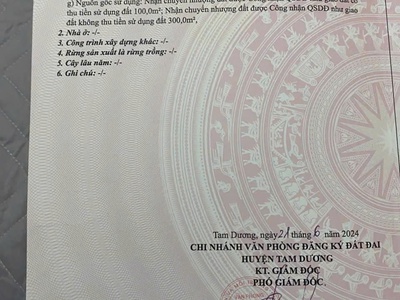 g) Nguồn gốc sử dụng: Nhận chuyển nhượng đất được Công nhận QSDĐ như giao đất có
thu tiền sử dụng đất 100,0m²; Nhận chuyển nhượng đất được Công nhận QSDĐ như giao
đất không thu tiền sử dụng đất 300,0m²,
2. Nhà ở: -/-
3. Công trình xây dựng khác: -/-
4. Rừng sản xuất là rừng trồng: -/-
5. Cây lâu năm: -/-
6. Ghi chú: -/-
Tam Dương, ngày 21 tháng 6 năm 2024
CHI NHÁNH VĂN PHÒNG ĐĂNG KÝ ĐẤT ĐAI
HUYỆN TAM DƯƠNG
KT. GIÁM ĐỐC
PHÓ GIÁM ĐỐC